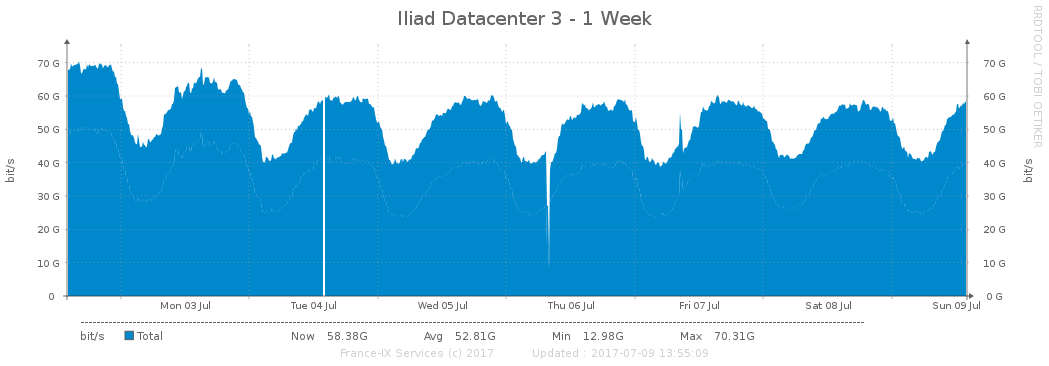 Iliad Datacenter 3 - 1 Week
RRDTOOL / TOBI OETIKER
bit/s
70 G 70 G
60 G 60 G
50 G 50 G
40 G 40 G
30 G 30 G
20 G 20 G
10 G 10 G
0 0 G
bit/s
Mon 03 Jul Tue 04 Jul Wed 05 Jul Thu 06 Jul Fri 07 Jul Sat 08 Jul Sun 09 Jul
bit/s Total Now 58.38G Avg 52.81G Min 12.98G Max 70.31G
France-IX Services (c) 2017 Updated : 2017-07-09 13:55:09